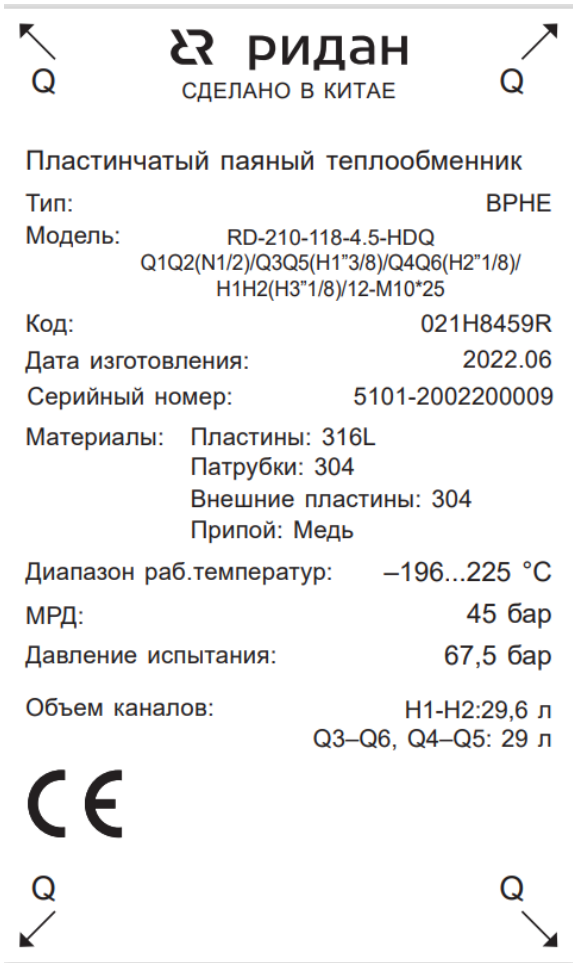 Q
ридан
Q
СДЕЛАНО В КИТАЕ
Пластинчатый паяный теплообменник
Тип: BPHE
Модель: RD-210-118-4.5-HDQ
Q1Q2(N1/2)/Q3Q5(H1”3/8)/Q4Q6(H2”1/8)/
H1H2(H3”1/8)/12-M10*25
Код: 021H8459R
Дата изготовления: 2022.06
Серийный номер: 5101-2002200009
Материалы: Пластины: 316L
Патрубки: 304
Внешние пластины: 304
Припой: Медь
Диапазон раб.температур: –196...225 °C
МРД: 45 бар
Давление испытания: 67,5 бар
Объем каналов: H1-H2:29,6 л
Q3–Q6, Q4–Q5: 29 л
CE
Q
Q